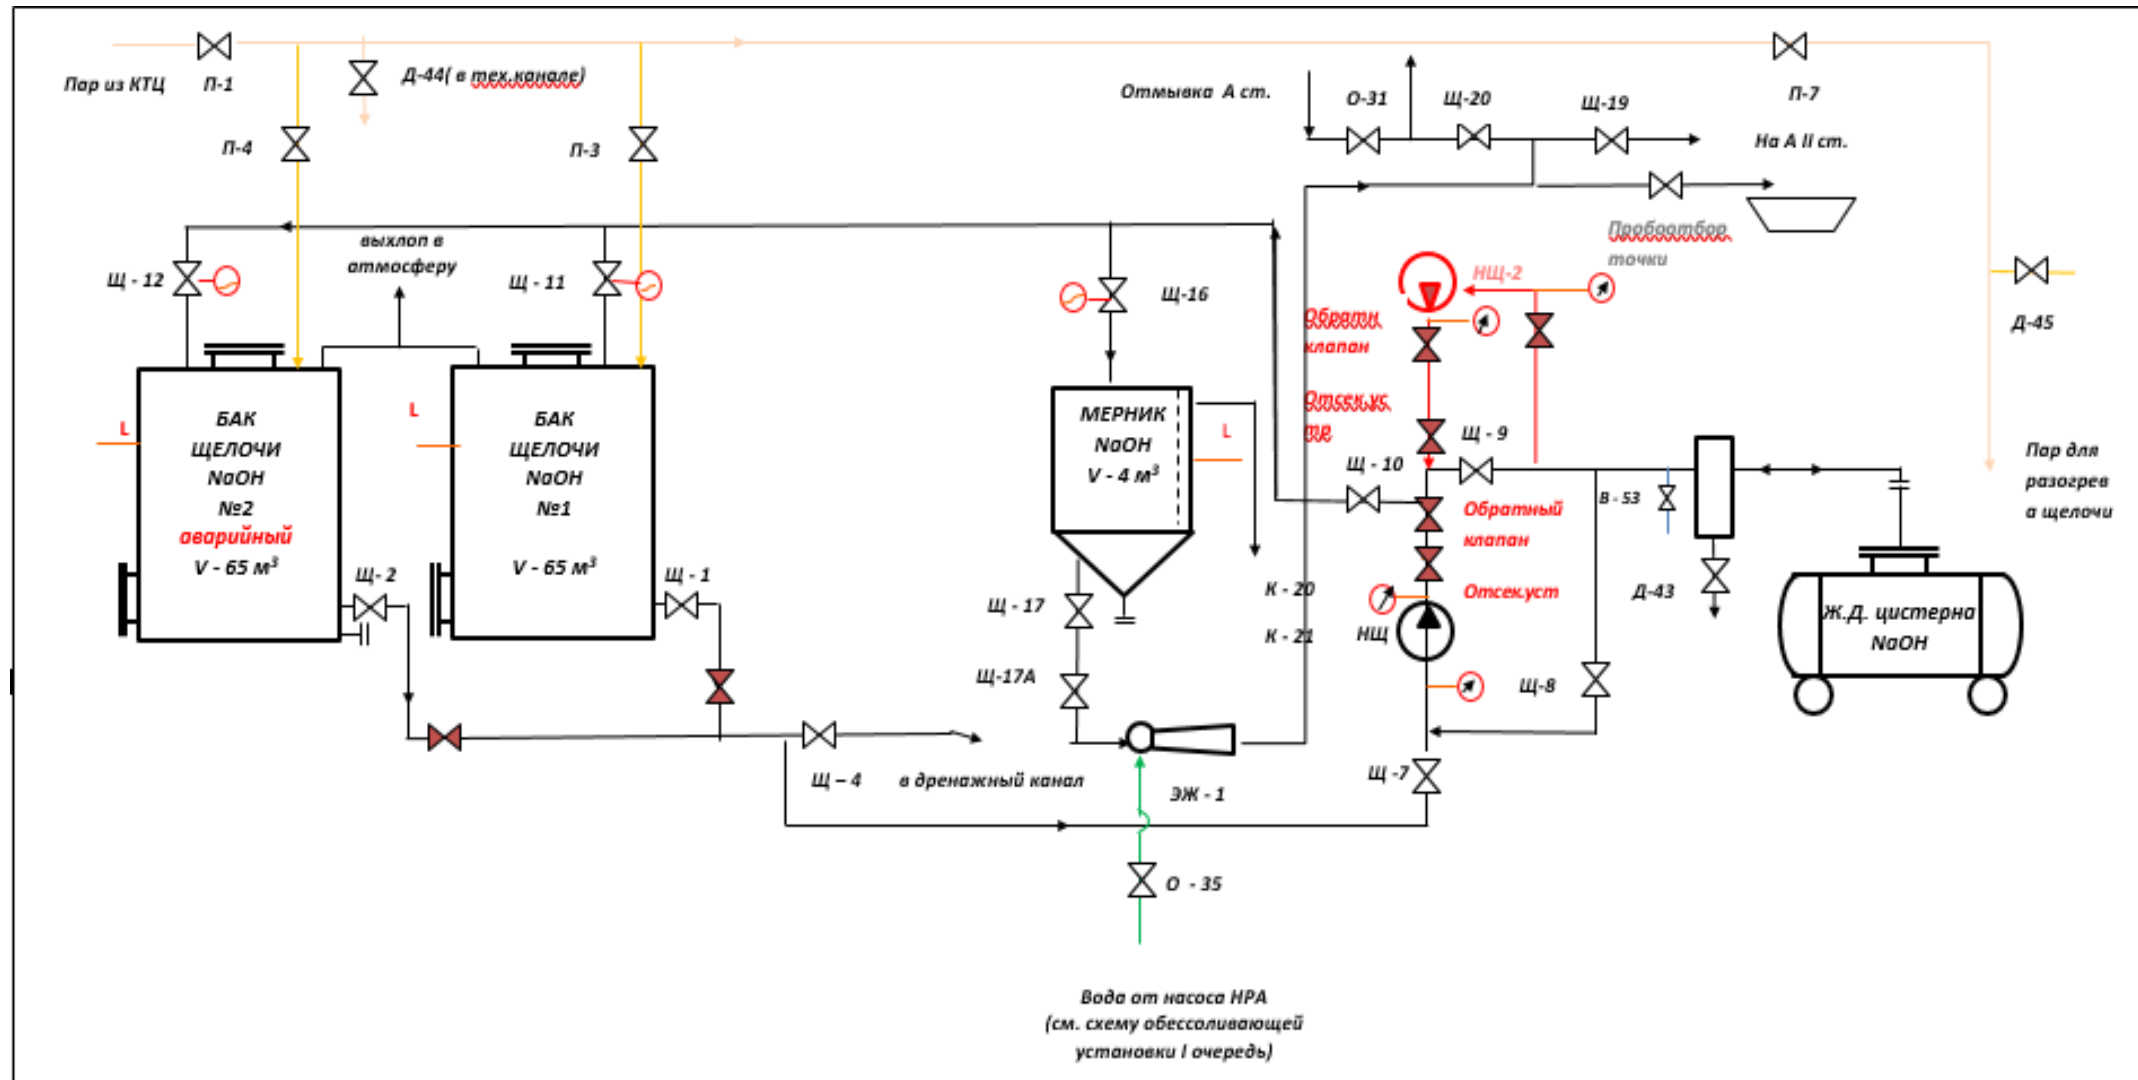 Пар из КТЦ
П-1
Д-44( в тех.канале)
П-4
П-3
Отмывка А ст.
О-31
Щ-20
Щ-19
П-7
На А II ст.
Пробоотбор
точки
выхлоп в
атмосферу
Щ - 12
Щ - 11
Щ-16
НЩ-2
Д-45
Обратн
клапан
Отсек.ус
тр
L
БАК
ЩЕЛОЧИ
NaOH
№2
аварийный
V - 65 м³
L
БАК
ЩЕЛОЧИ
NaOH
№1
V - 65 м³
МЕРНИК
NaOH
V - 4 м³
L
Щ - 9
Щ - 10
В - 53
Обратный
клапан
Отсек.уст
Пар для
разогрев
а щелочи
Щ- 2
Щ - 1
Щ - 17
К - 20
К - 21
НЩ
Д-43
Ж.Д. цистерна
NaOH
Щ-17А
Щ-8
Щ – 4
в дренажный канал
ЭЖ - 1
Щ -7
О - 35
Вода от насоса НРА
(см. схему обессоливающей
установки I очередь)